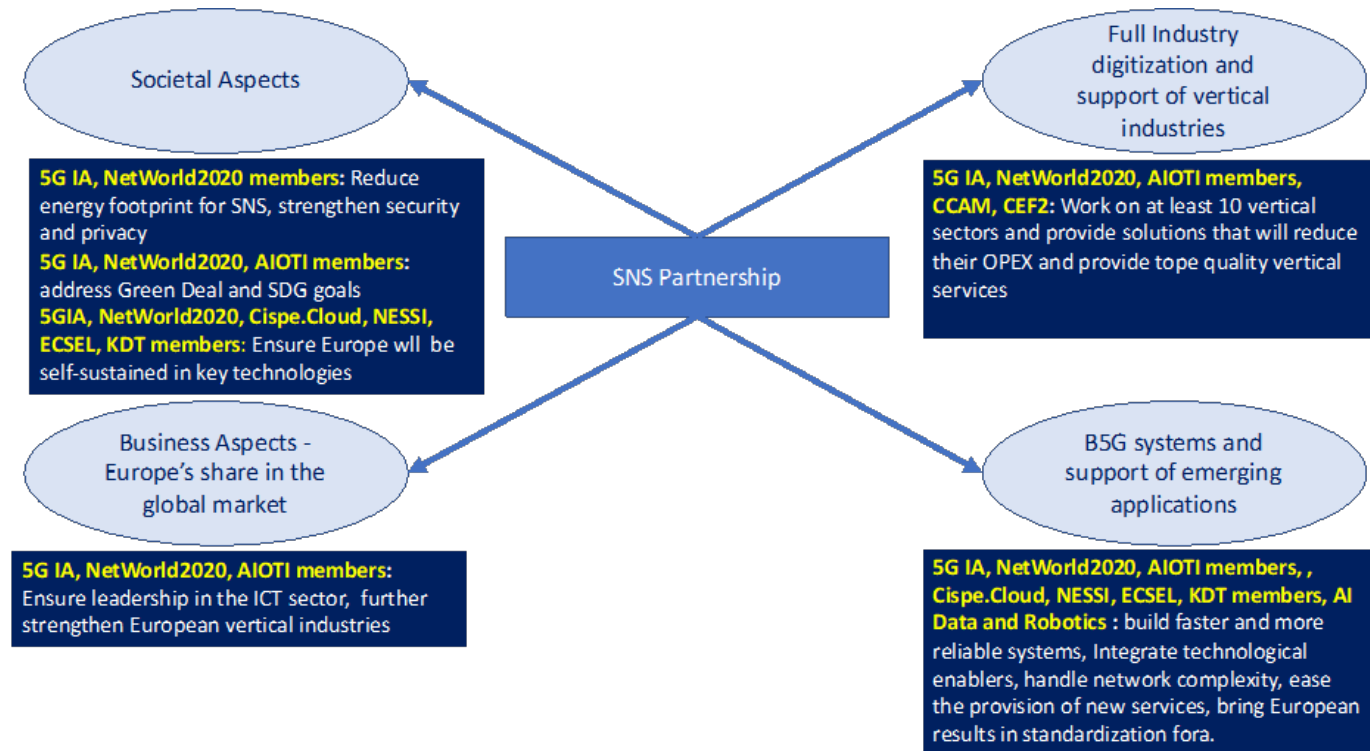 Societal Aspects
Full Industry
digitization and
support of vertical
industries
5G IA, NetWorld2020 members: Reduce
energy footprint for SNS, strengthen security
and privacy
5G IA, NetWorld2020, AIOTI members:
address Green Deal and SDG goals
5GIA, NetWorld2020, Cispe.Cloud, NESSI,
ECSEL, KDT members: Ensure Europe wll be
self-sustained in key technologies
5G IA, NetWorld2020, AIOTI members,
CCAM, CEF2: Work on at least 10 vertical
sectors and provide solutions that will reduce
their OPEX and provide tope quality vertical
services
SNS Partnership
Business Aspects -
Europe's share in the
global market
B5G systems and
support of emerging
applications
5G IA, NetWorld2020, AIOTI members:
Ensure leadership in the ICT sector, further
strengthen European vertical industries
5G IA, NetWorld2020, AIOTI members, ,
Cispe.Cloud, NESSI, ECSEL, KDT members, AI
Data and Robotics : build faster and more
reliable systems, Integrate technological
enablers, handle network complexity, ease
the provision of new services, bring European
results in standardization fora.